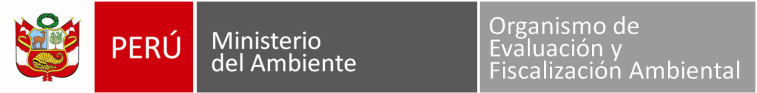 PERÚ
Ministerio
del Ambiente
Organismo de
Evaluación y
Fiscalización Ambiental